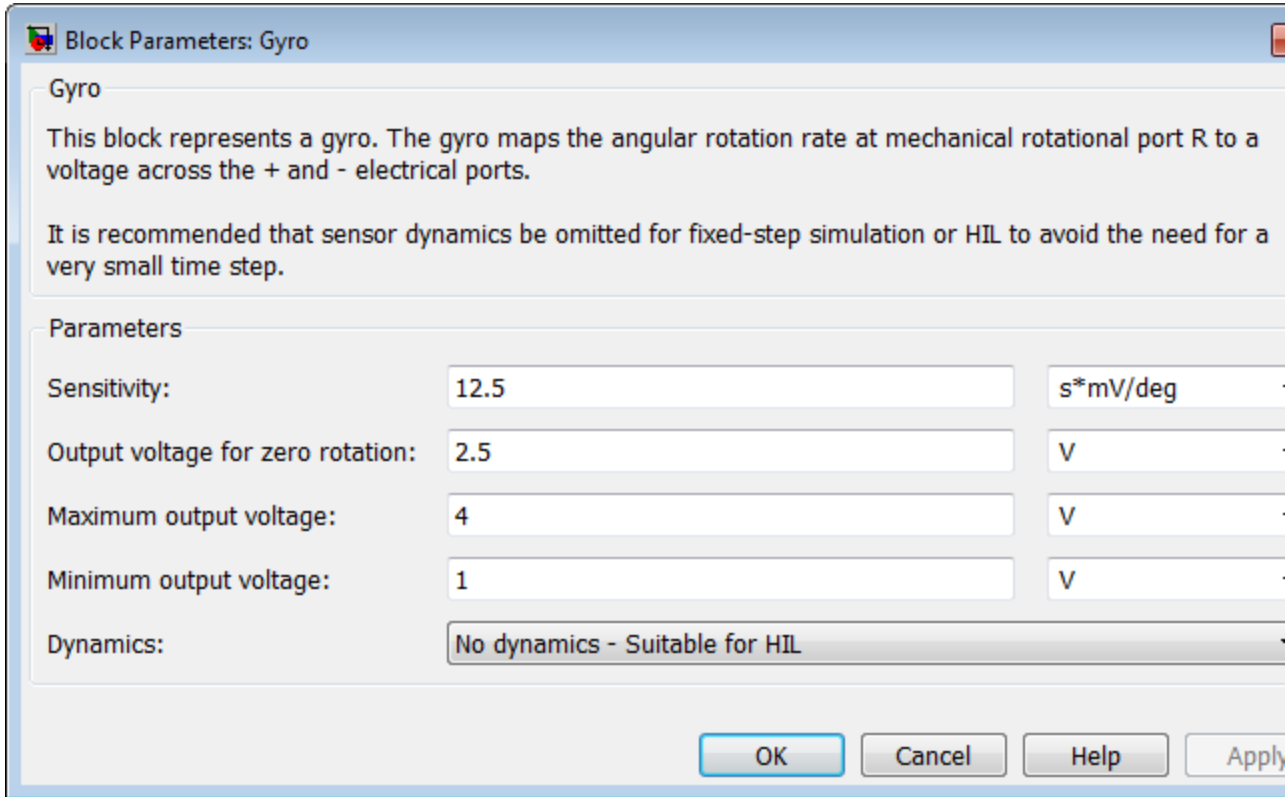 Block Parameters: Gyro
Gyro
This block represents a gyro. The gyro maps the angular rotation rate at mechanical rotational port R to a
voltage across the + and - electrical ports.
It is recommended that sensor dynamics be omitted for fixed-step simulation or HIL to avoid the need for a
very small time step.
Parameters
Sensitivity: 12.5 s*mV/deg
Output voltage for zero rotation: 2.5 V
Maximum output voltage: 4 V
Minimum output voltage: 1 V
Dynamics: No dynamics - Suitable for HIL
OK Cancel Help Apply